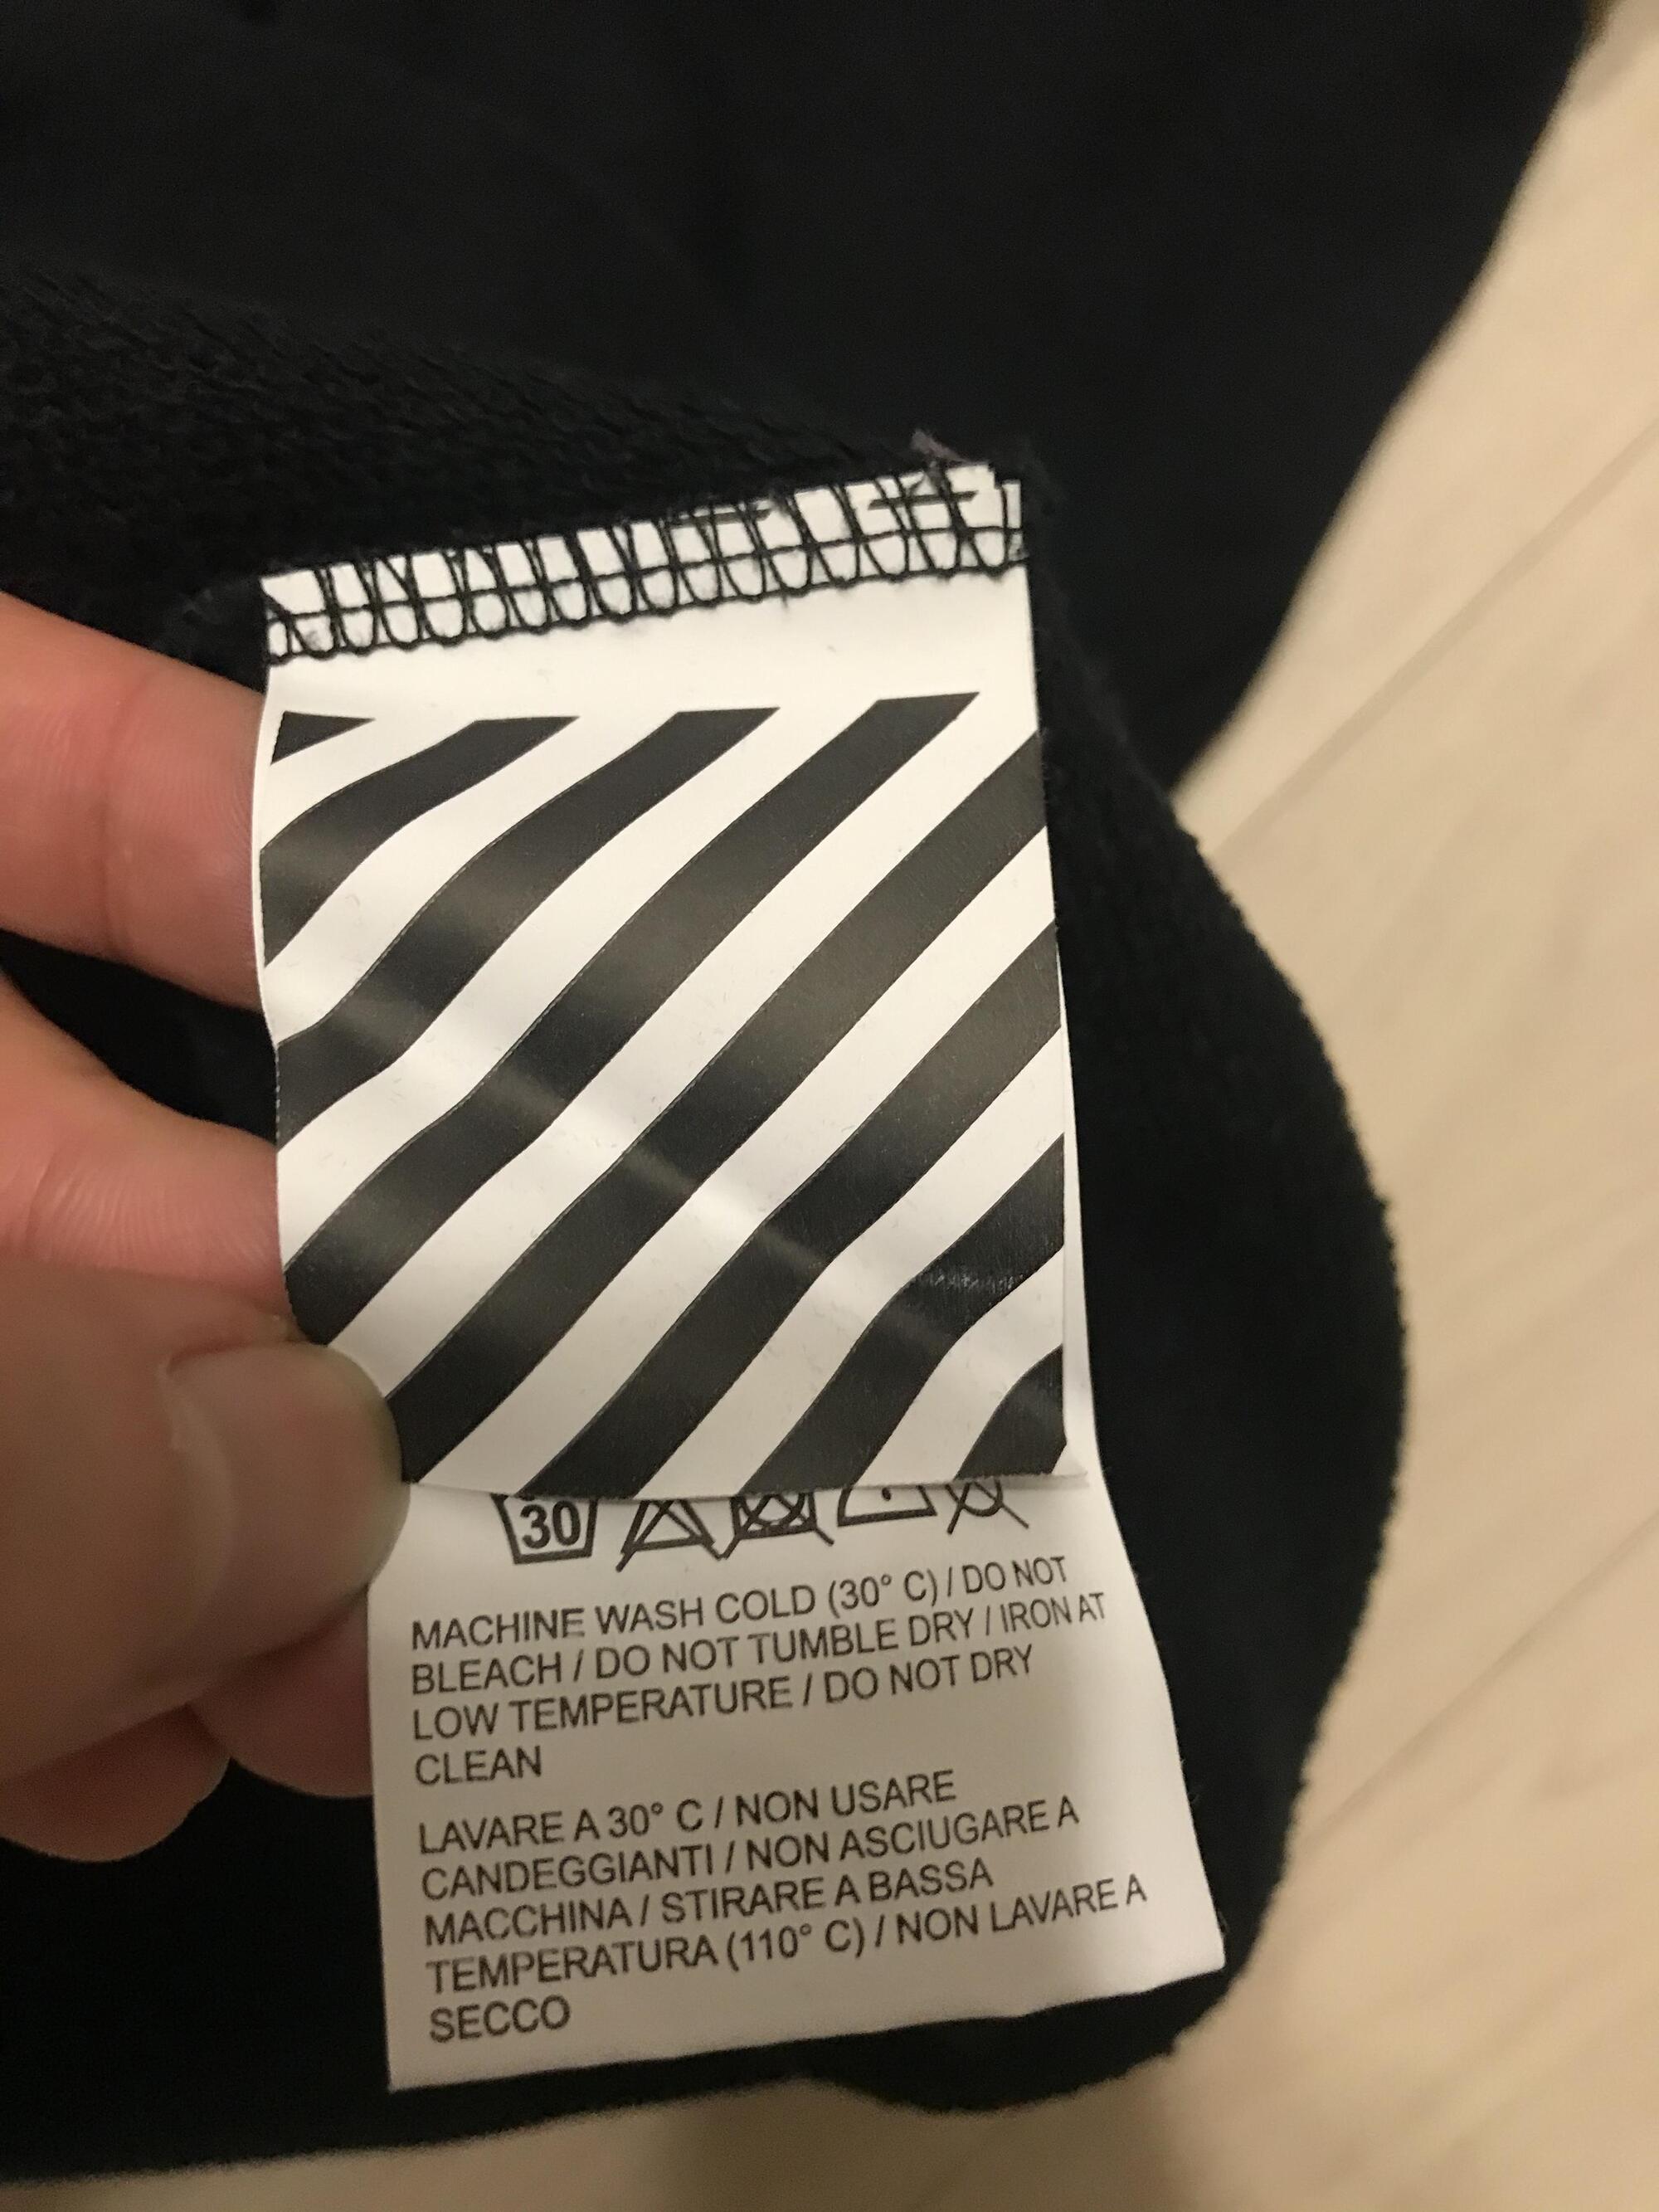 30
MACHINE WASH COLD (30° C) / DO NOT
BLEACH / DO NOT TUMBLE DRY / IRON AT
LOW TEMPERATURE / DO NOT DRY
CLEAN
LAVARE A 30° C / NON USARE
CANDEGGIANTI / NON ASCIUGARE A
MACCHINA / STIRARE A BASSA
TEMPERATURA (110° C) / NON LAVARE A
SECCO